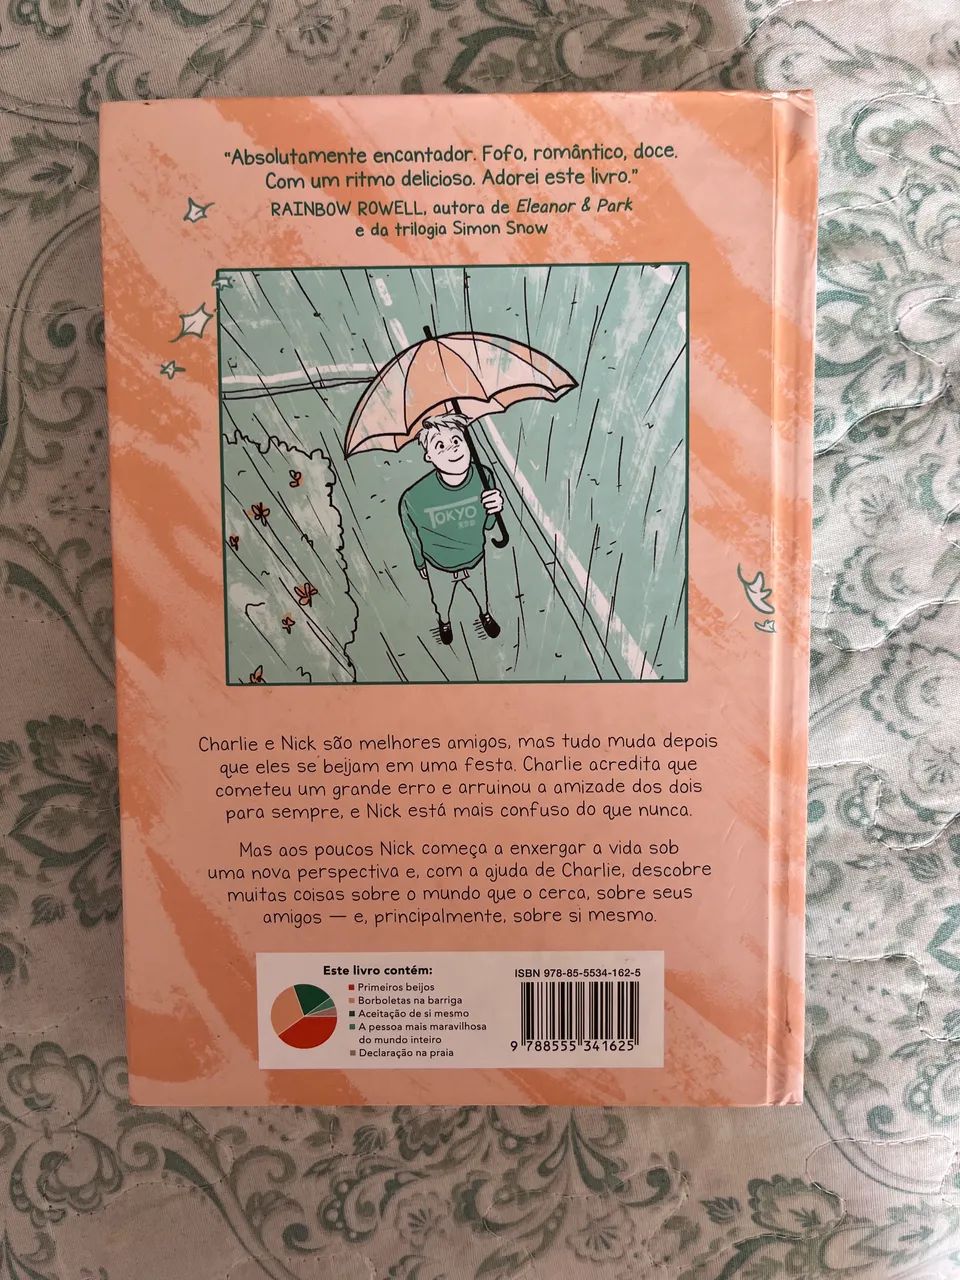 “Absolutamente encantador. Fofo, romântico, doce.
Com um ritmo delicioso. Adorei este livro.”
RAINBOW ROWELL, autora de Eleanor & Park
e da trilogia Simon Snow
TOKYO
Charlie e Nick são melhores amigos, mas tudo muda depois
que eles se beijam em uma festa. Charlie acredita que
cometeu um grande erro e arruinou a amizade dos dois
para sempre, e Nick está mais confuso do que nunca.
Mas aos poucos Nick começa a enxergar a vida sob
uma nova perspectiva e, com a ajuda de Charlie, descobre
muitas coisas sobre o mundo que o cerca, sobre seus
amigos — e, principalmente, sobre si mesmo.
Este livro contém:
Primeiros beijos
Borboletas na barriga
Aceitação de si mesmo
A pessoa mais maravilhosa
do mundo inteiro
Declaração na praia
ISBN 978-85-5534-162-5
9 788555 341625